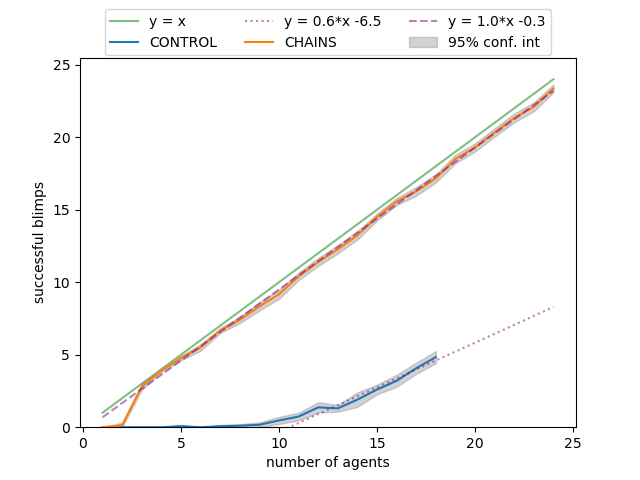 y = x
y = 0.6*x -6.5
y = 1.0*x -0.3
CONTROL
CHAINS
95% conf. int
25
20
15
10
5
0
0 5 10 15 20 25
successful blimps
number of agents